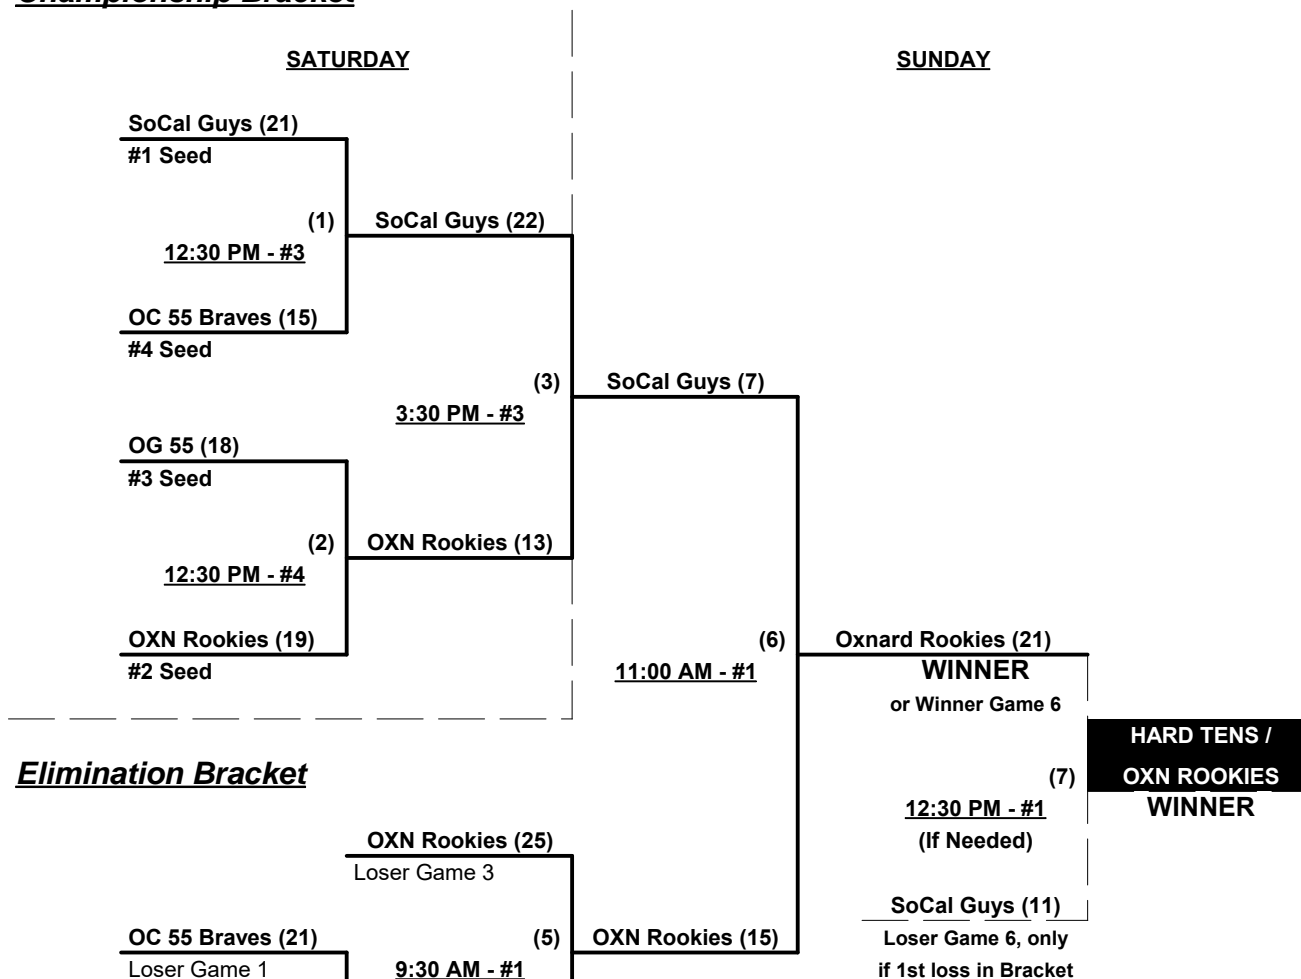 Championship Bracket
SATURDAY
SUNDAY
SoCal Guys (21)
#1 Seed
(1)
SoCal Guys (22)
12:30 PM - #3
OC 55 Braves (15)
#4 Seed
(3)
SoCal Guys (7)
3:30 PM - #3
OG 55 (18)
#3 Seed
(2)
OXN Rookies (13)
12:30 PM - #4
OXN Rookies (19)
#2 Seed
(6)
Oxnard Rookies (21)
11:00 AM - #1
WINNER
or Winner Game 6
HARD TENS /
OXN ROOKIES
WINNER
Elimination Bracket
(7)
12:30 PM - #1
(If Needed)
OXN Rookies (25)
Loser Game 3
SoCal Guys (11)
Loser Game 6, only
if 1st loss in Bracket
OC 55 Braves (21)
Loser Game 1
(5)
OXN Rookies (15)
9:30 AM - #1